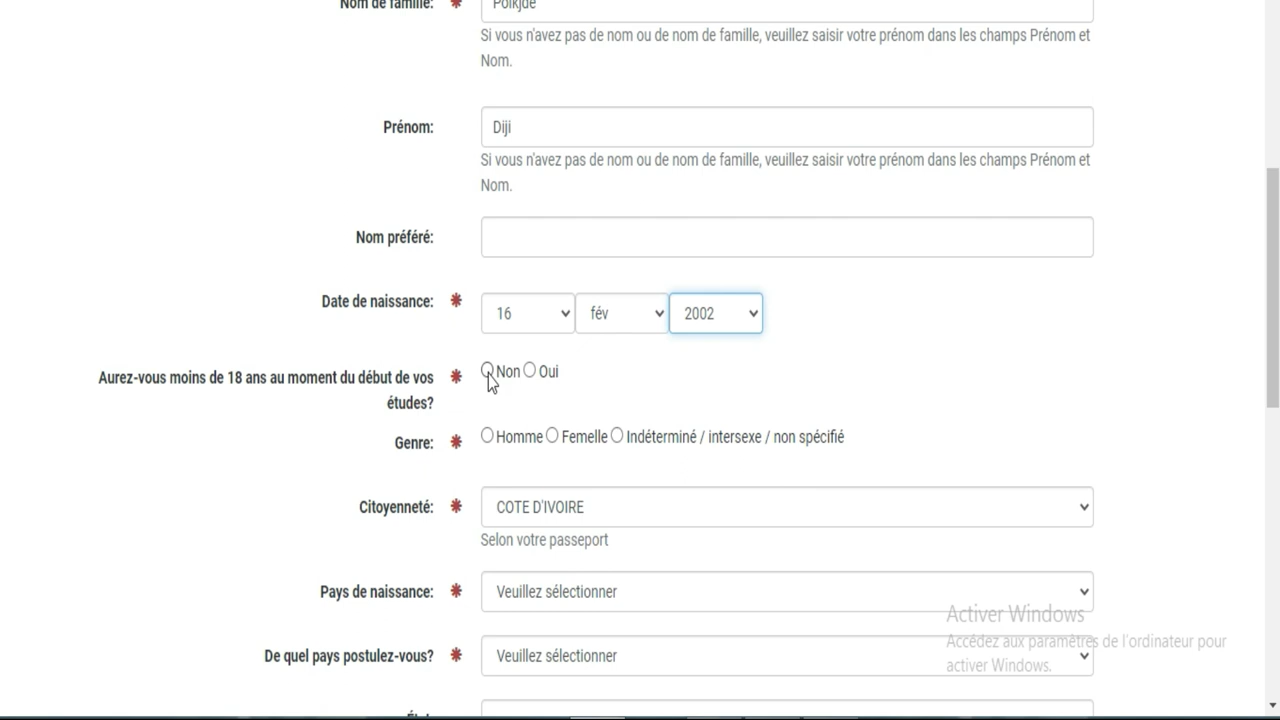 Nom de famille: *
Polkjde
Si vous n'avez pas de nom ou de nom de famille, veuillez saisir votre prénom dans les champs Prénom et
Nom.
Prénom:
Diji
Si vous n'avez pas de nom ou de nom de famille, veuillez saisir votre prénom dans les champs Prénom et
Nom.
Nom préféré:
Date de naissance: *
16 fév 2002
Aurez-vous moins de 18 ans au moment du début de vos
études? *
Non Oui
Genre: *
Homme Femelle Indéterminé / intersexe / non spécifié
Citoyenneté: *
COTE D'IVOIRE
Selon votre passeport
Pays de naissance: *
Veuillez sélectionner
De quel pays postulez-vous? *
Veuillez sélectionner
Activer Windows
Accédez aux paramètres de l'ordinateur pour
activer Windows.